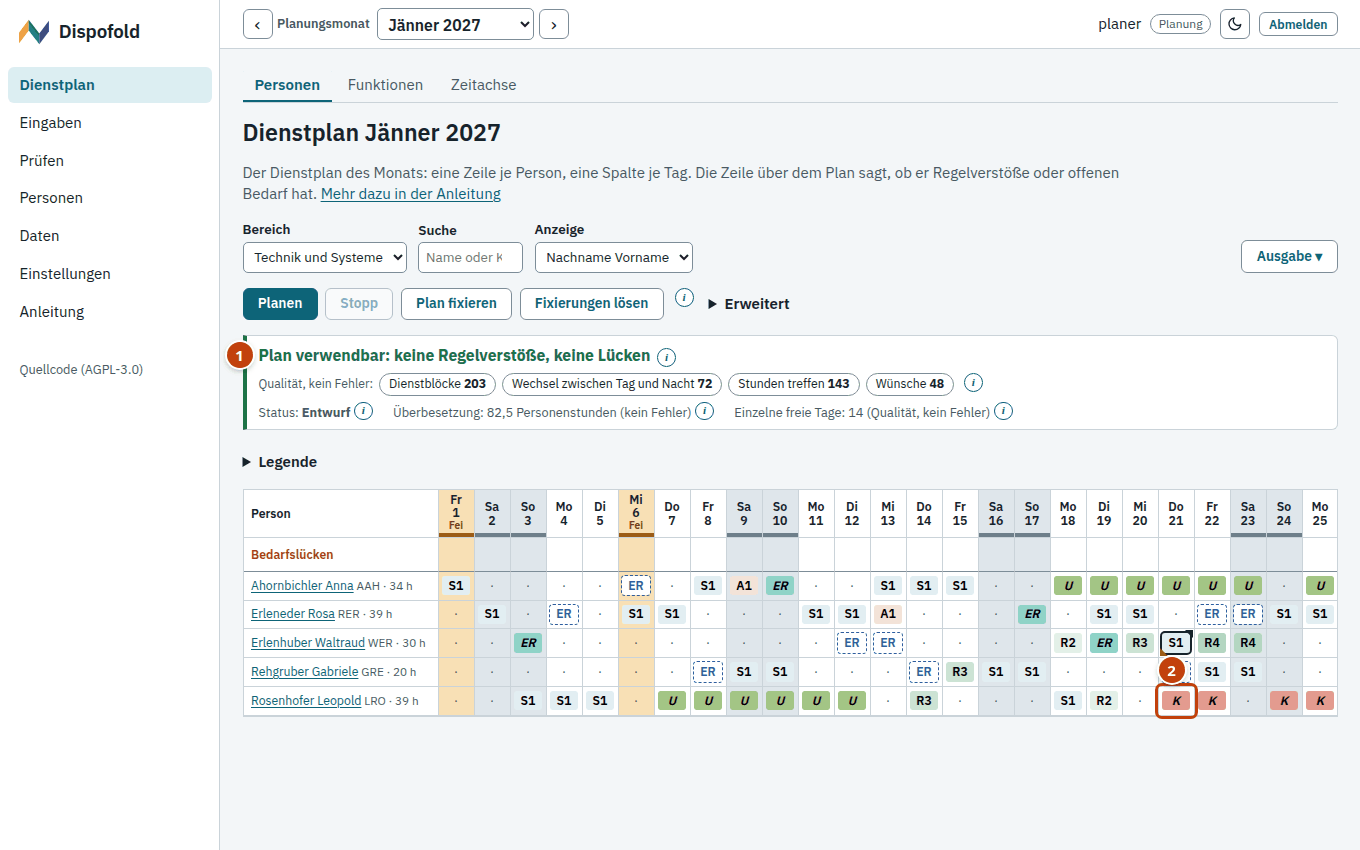 Dispofold
Dienstplan
Eingaben
Prüfen
Personen
Daten
Einstellungen
Anleitung
Quellcode (AGPL-3.0)
‹ Planungsmonat Jänner 2027 ›
planer Planung Abmelden
Personen Funktionen Zeitachse
Dienstplan Jänner 2027
Der Dienstplan des Monats: eine Zeile je Person, eine Spalte je Tag. Die Zeile über dem Plan sagt, ob er Regelverstöße oder offenen
Bedarf hat. Mehr dazu in der Anleitung
Bereich Suche Anzeige
Technik und Systeme Name oder K Nachname Vorname Ausgabe ▾
Planen Stopp Plan fixieren Fixierungen lösen i ▶ Erweitert
1 Plan verwendbar: keine Regelverstöße, keine Lücken i
Qualität, kein Fehler: Dienstblöcke 203 Wechsel zwischen Tag und Nacht 72 Stunden treffen 143 Wünsche 48 i
Status: Entwurf i Überbesetzung: 82,5 Personenstunden (kein Fehler) i Einzelne freie Tage: 14 (Qualität, kein Fehler) i
▶ Legende
Person Fr 1 Fei Sa 2 So 3 Mo 4 Di 5 Mi 6 Fei Do 7 Fr 8 Sa 9 So 10 Mo 11 Di 12 Mi 13 Do 14 Fr 15 Sa 16 So 17 Mo 18 Di 19 Mi 20 Do 21 Fr 22 Sa 23 So 24 Mo 25
Bedarfslücken
Ahornbichler Anna AAH · 34 h S1 · · · · ER · S1 A1 ER · · S1 S1 S1 · · U U U U U U · U
Erleneder Rosa RER · 39 h · S1 · ER · S1 S1 · · · S1 S1 A1 · · · ER · S1 S1 · ER ER S1 S1
Erlenhuber Waltraud WER · 30 h · · ER · · · · · · · · ER ER · · · · R2 ER R3 S1 R4 R4 · ·
Rehgruber Gabriele GRE · 20 h · · · · · · · ER S1 S1 · · · ER R3 S1 S1 · · · 2 S1 S1 · ·
Rosenhofer Leopold LRO · 39 h · · S1 S1 S1 · U U U U U U · R3 · · · S1 R2 · K K · K K